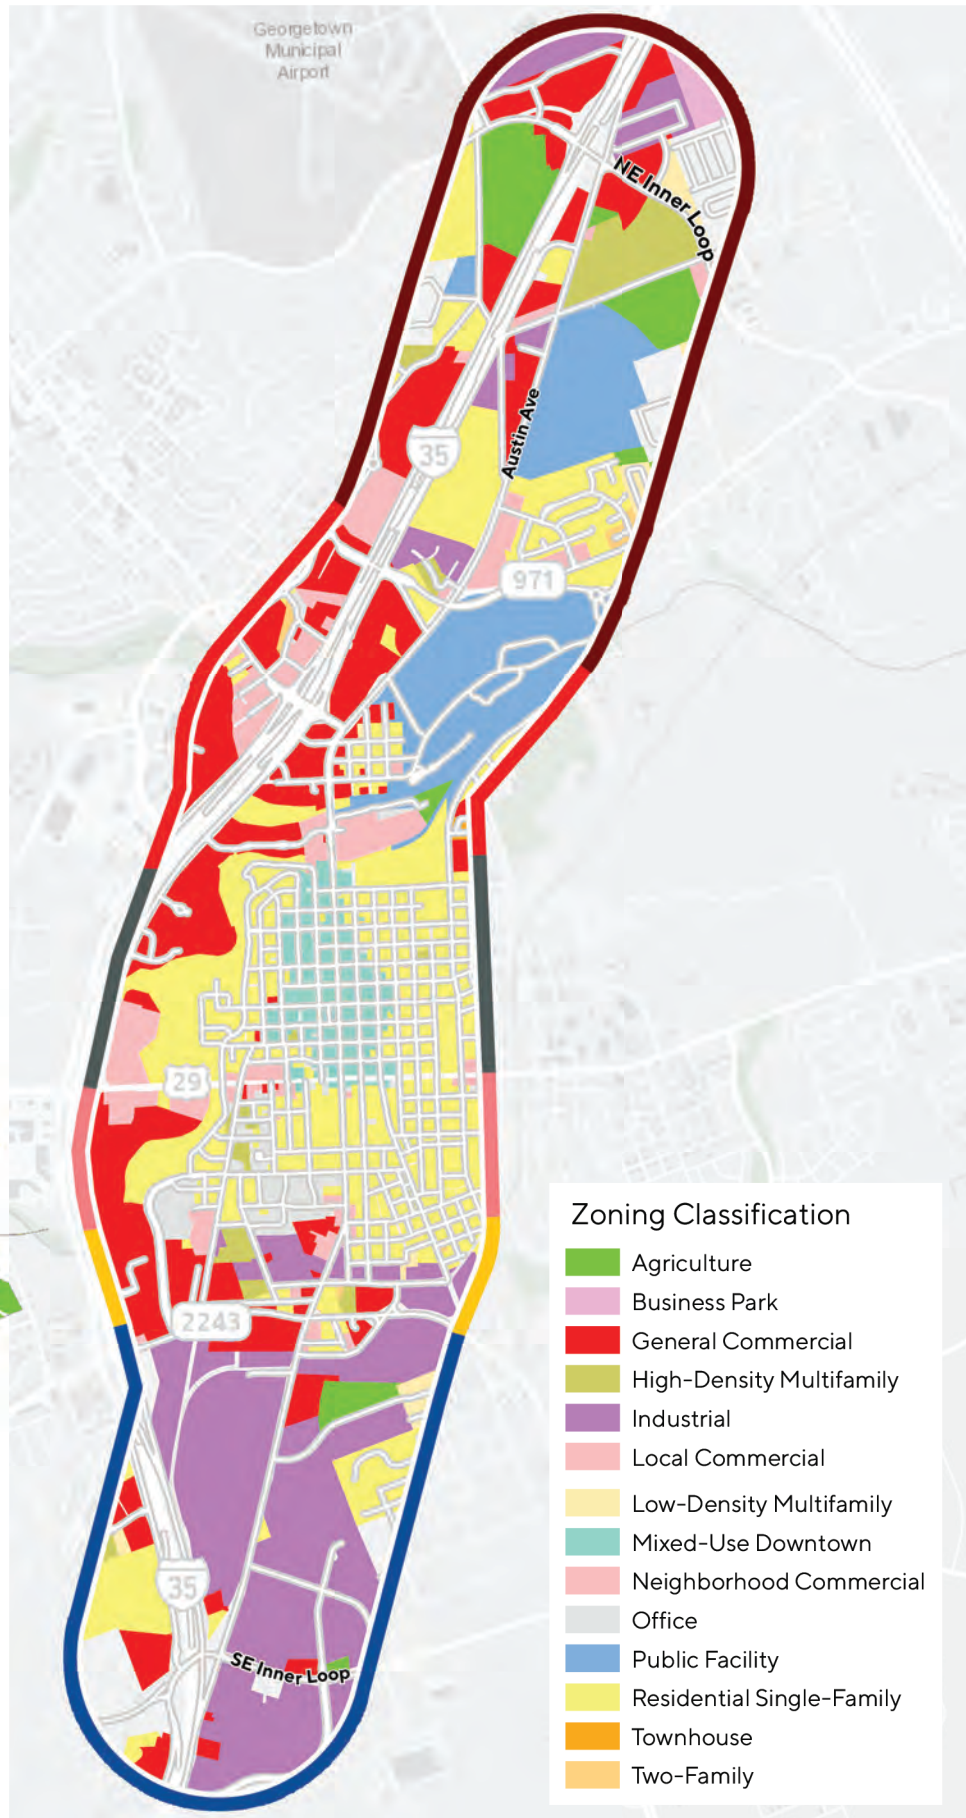 Georgetown
Municipal
Airport
NE Inner Loop
Austin Ave
35
971
29
2243
35
SE Inner Loop
Zoning Classification
Agriculture
Business Park
General Commercial
High-Density Multifamily
Industrial
Local Commercial
Low-Density Multifamily
Mixed-Use Downtown
Neighborhood Commercial
Office
Public Facility
Residential Single-Family
Townhouse
Two-Family